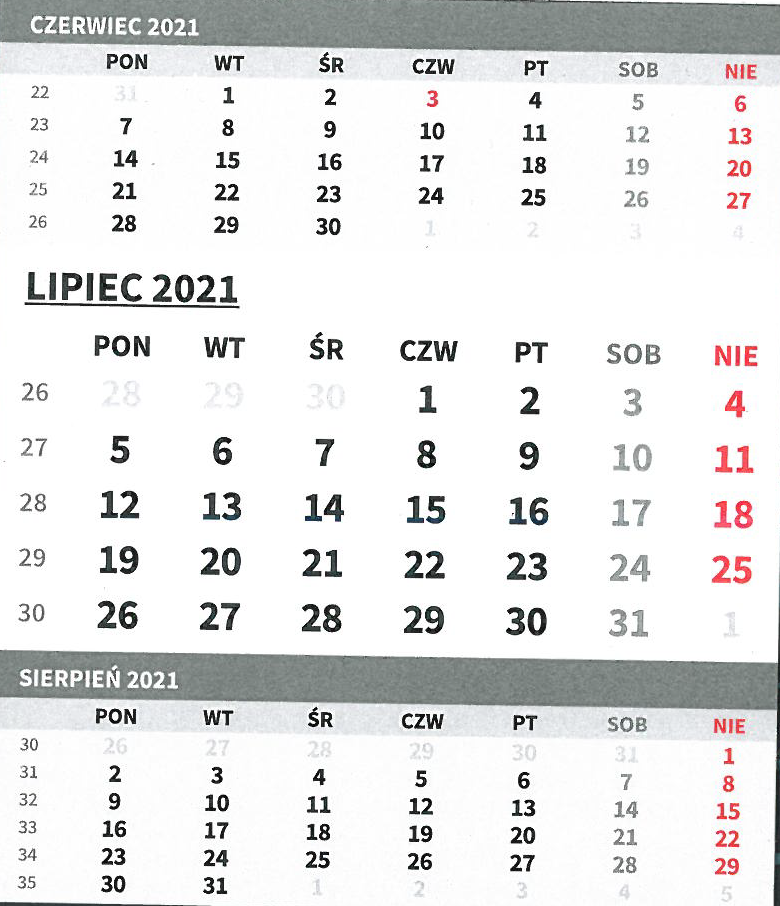 CZERWIEC 2021
PON WT ŚR CZW PT SOB NIE
22 31 1 2 3 4 5 6
23 7 8 9 10 11 12 13
24 14 15 16 17 18 19 20
25 21 22 23 24 25 26 27
26 28 29 30 1 2 3 4
LIPIEC 2021
PON WT ŚR CZW PT SOB NIE
26 28 29 30 1 2 3 4
27 5 6 7 8 9 10 11
28 12 13 14 15 16 17 18
29 19 20 21 22 23 24 25
30 26 27 28 29 30 31 1
SIERPIEŃ 2021
PON WT ŚR CZW PT SOB NIE
30 26 27 28 29 30 31 1
31 2 3 4 5 6 7 8
32 9 10 11 12 13 14 15
33 16 17 18 19 20 21 22
34 23 24 25 26 27 28 29
35 30 31 1 2 3 4 5